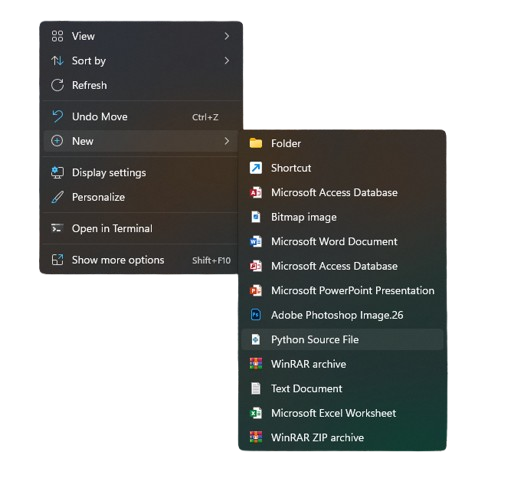 View
Sort by
Refresh
Undo Move Ctrl+Z
New
Display settings
Personalize
Open in Terminal
Show more options Shift+F10
Folder
Shortcut
Microsoft Access Database
Bitmap image
Microsoft Word Document
Microsoft Access Database
Microsoft PowerPoint Presentation
Adobe Photoshop Image.26
Python Source File
WinRAR archive
Text Document
Microsoft Excel Worksheet
WinRAR ZIP archive